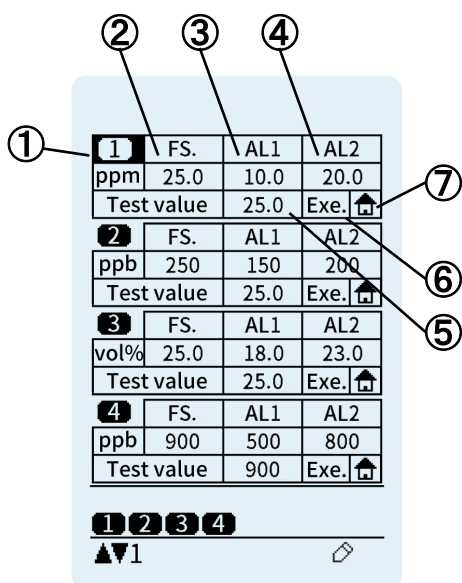 ② ③ ④
①
⑦
⑥
⑤
1 FS. AL1 AL2
ppm 25.0 10.0 20.0
Test value 25.0 Exe.
2 FS. AL1 AL2
ppb 250 150 200
Test value 25.0 Exe.
3 FS. AL1 AL2
vol% 25.0 18.0 23.0
Test value 25.0 Exe.
4 FS. AL1 AL2
ppb 900 500 800
Test value 900 Exe.
1 2 3 4
▲▼1